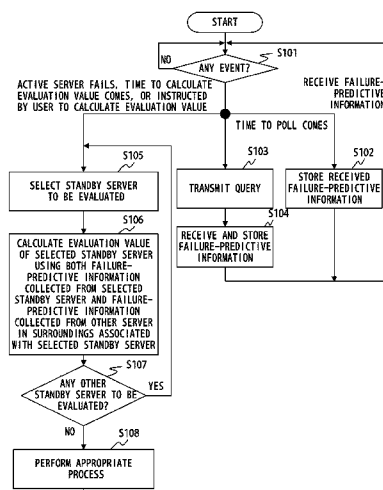 START
S101
NO
ANY EVENT?
ACTIVE SERVER FAILS, TIME TO CALCULATE
EVALUATION VALUE COMES, OR INSTRUCTED
BY USER TO CALCULATE EVALUATION VALUE
RECEIVE FAILURE-
PREDICTIVE
INFORMATION
TIME TO POLL COMES
S105
SELECT STANDBY SERVER
TO BE EVALUATED
S103
TRANSMIT QUERY
S102
STORE RECEIVED
FAILURE-PREDICTIVE
INFORMATION
S104
RECEIVE AND STORE
FAILURE-PREDICTIVE
INFORMATION
S106
CALCULATE EVALUATION VALUE
OF SELECTED STANDBY SERVER
USING BOTH FAILURE-
PREDICTIVE INFORMATION
COLLECTED FROM SELECTED
STANDBY SERVER AND FAILURE-
PREDICTIVE INFORMATION
COLLECTED FROM OTHER SERVER
IN SURROUNDINGS ASSOCIATED
WITH SELECTED STANDBY SERVER
S107
ANY OTHER
STANDBY SERVER TO BE
EVALUATED?
YES
NO
S108
PERFORM APPROPRIATE
PROCESS